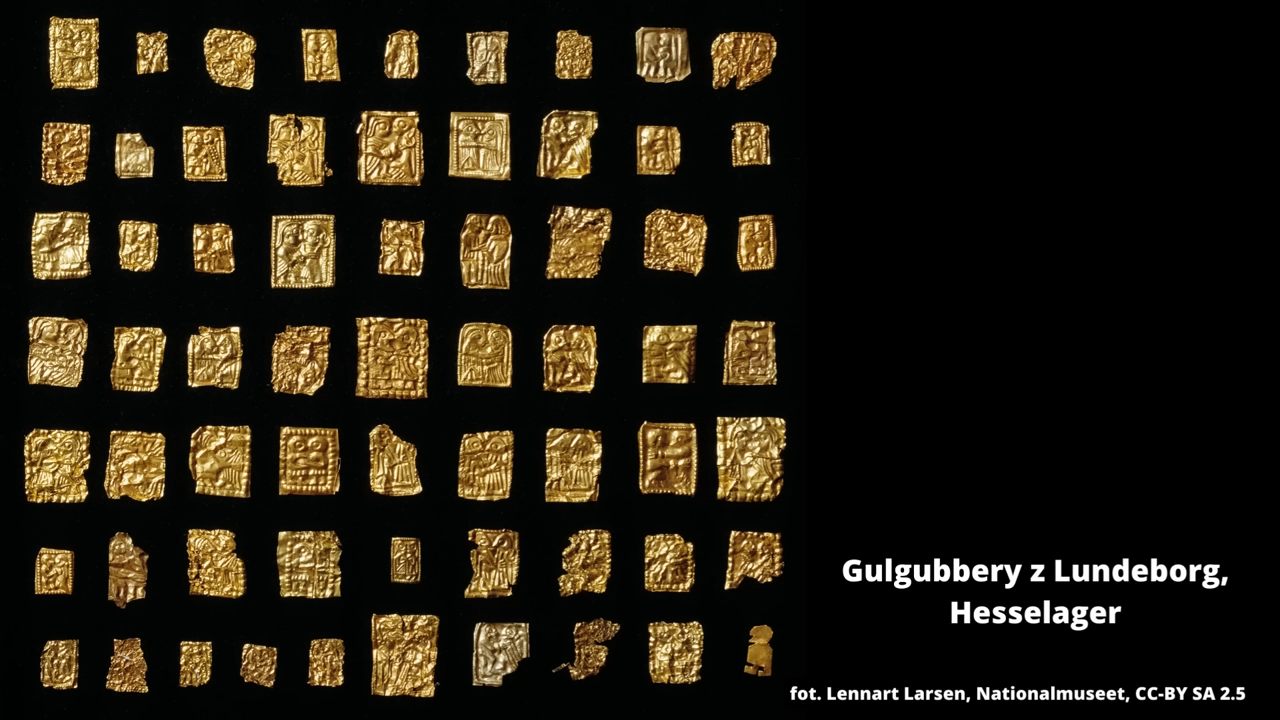 Gulgubbery z Lundeborg,
Hesselager
fot. Lennart Larsen, Nationalmuseet, CC-BY SA 2.5